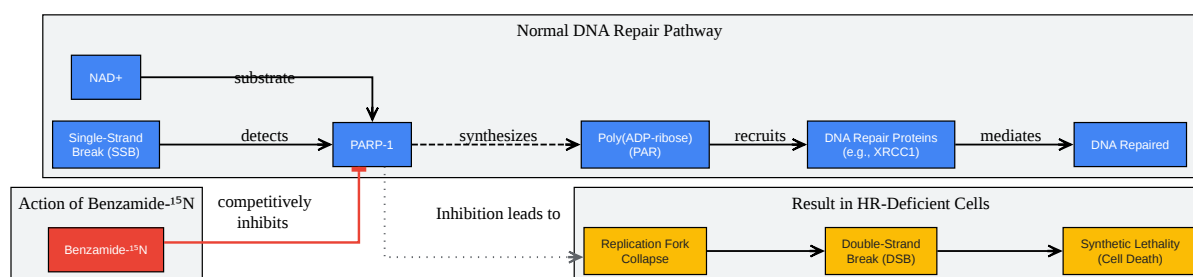 Normal DNA Repair Pathway
NAD+
substrate
Single-Strand
Break (SSB)
detects
PARP-1
synthesizes
Poly(ADP-ribose)
(PAR)
recruits
DNA Repair Proteins
(e.g., XRCC1)
mediates
DNA Repaired
Action of Benzamide-¹⁵N
Benzamide-¹⁵N
competitively
inhibits
Inhibition leads to
Result in HR-Deficient Cells
Replication Fork
Collapse
Double-Strand
Break (DSB)
Synthetic Lethality
(Cell Death)